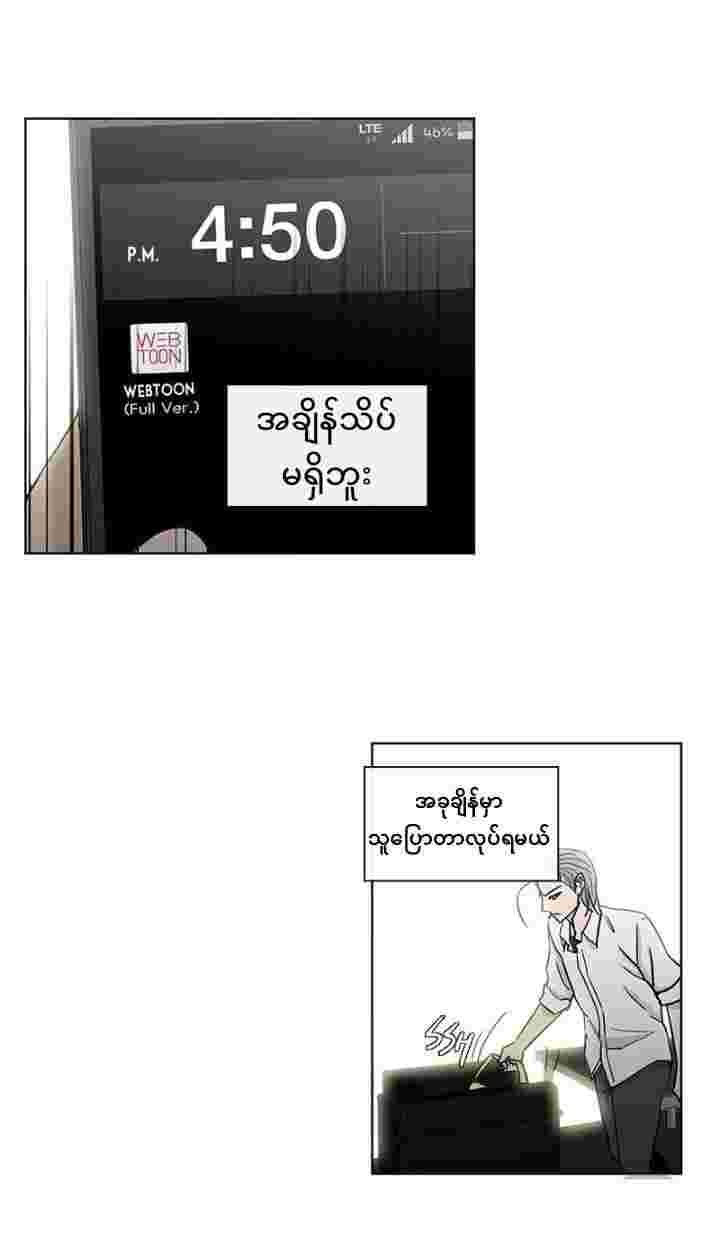 LTE
46%
P.M. 4:50
WEB
TOON
WEBTOON
(Full Ver.)
အချိန်သိပ်
မရှိဘူး
အခုချိန်မှာ
သူပြောတာလုပ်ရမယ်
SSH